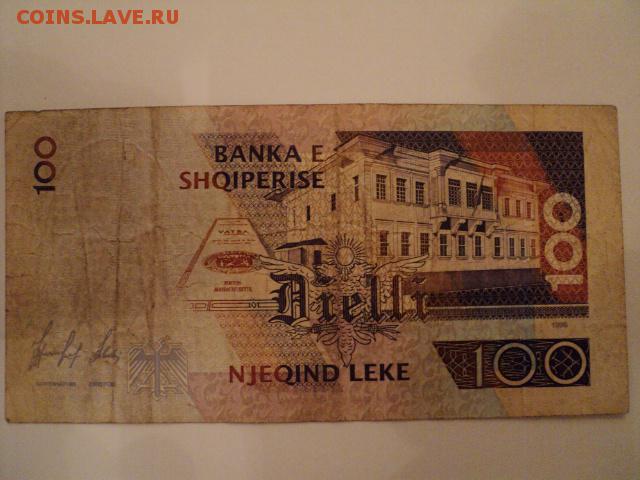 COINS.LAVE.RU
100
BANKA E
SHQIPERISE
VATRA
100
Dielli
1996
NJEQIND LEKE
100